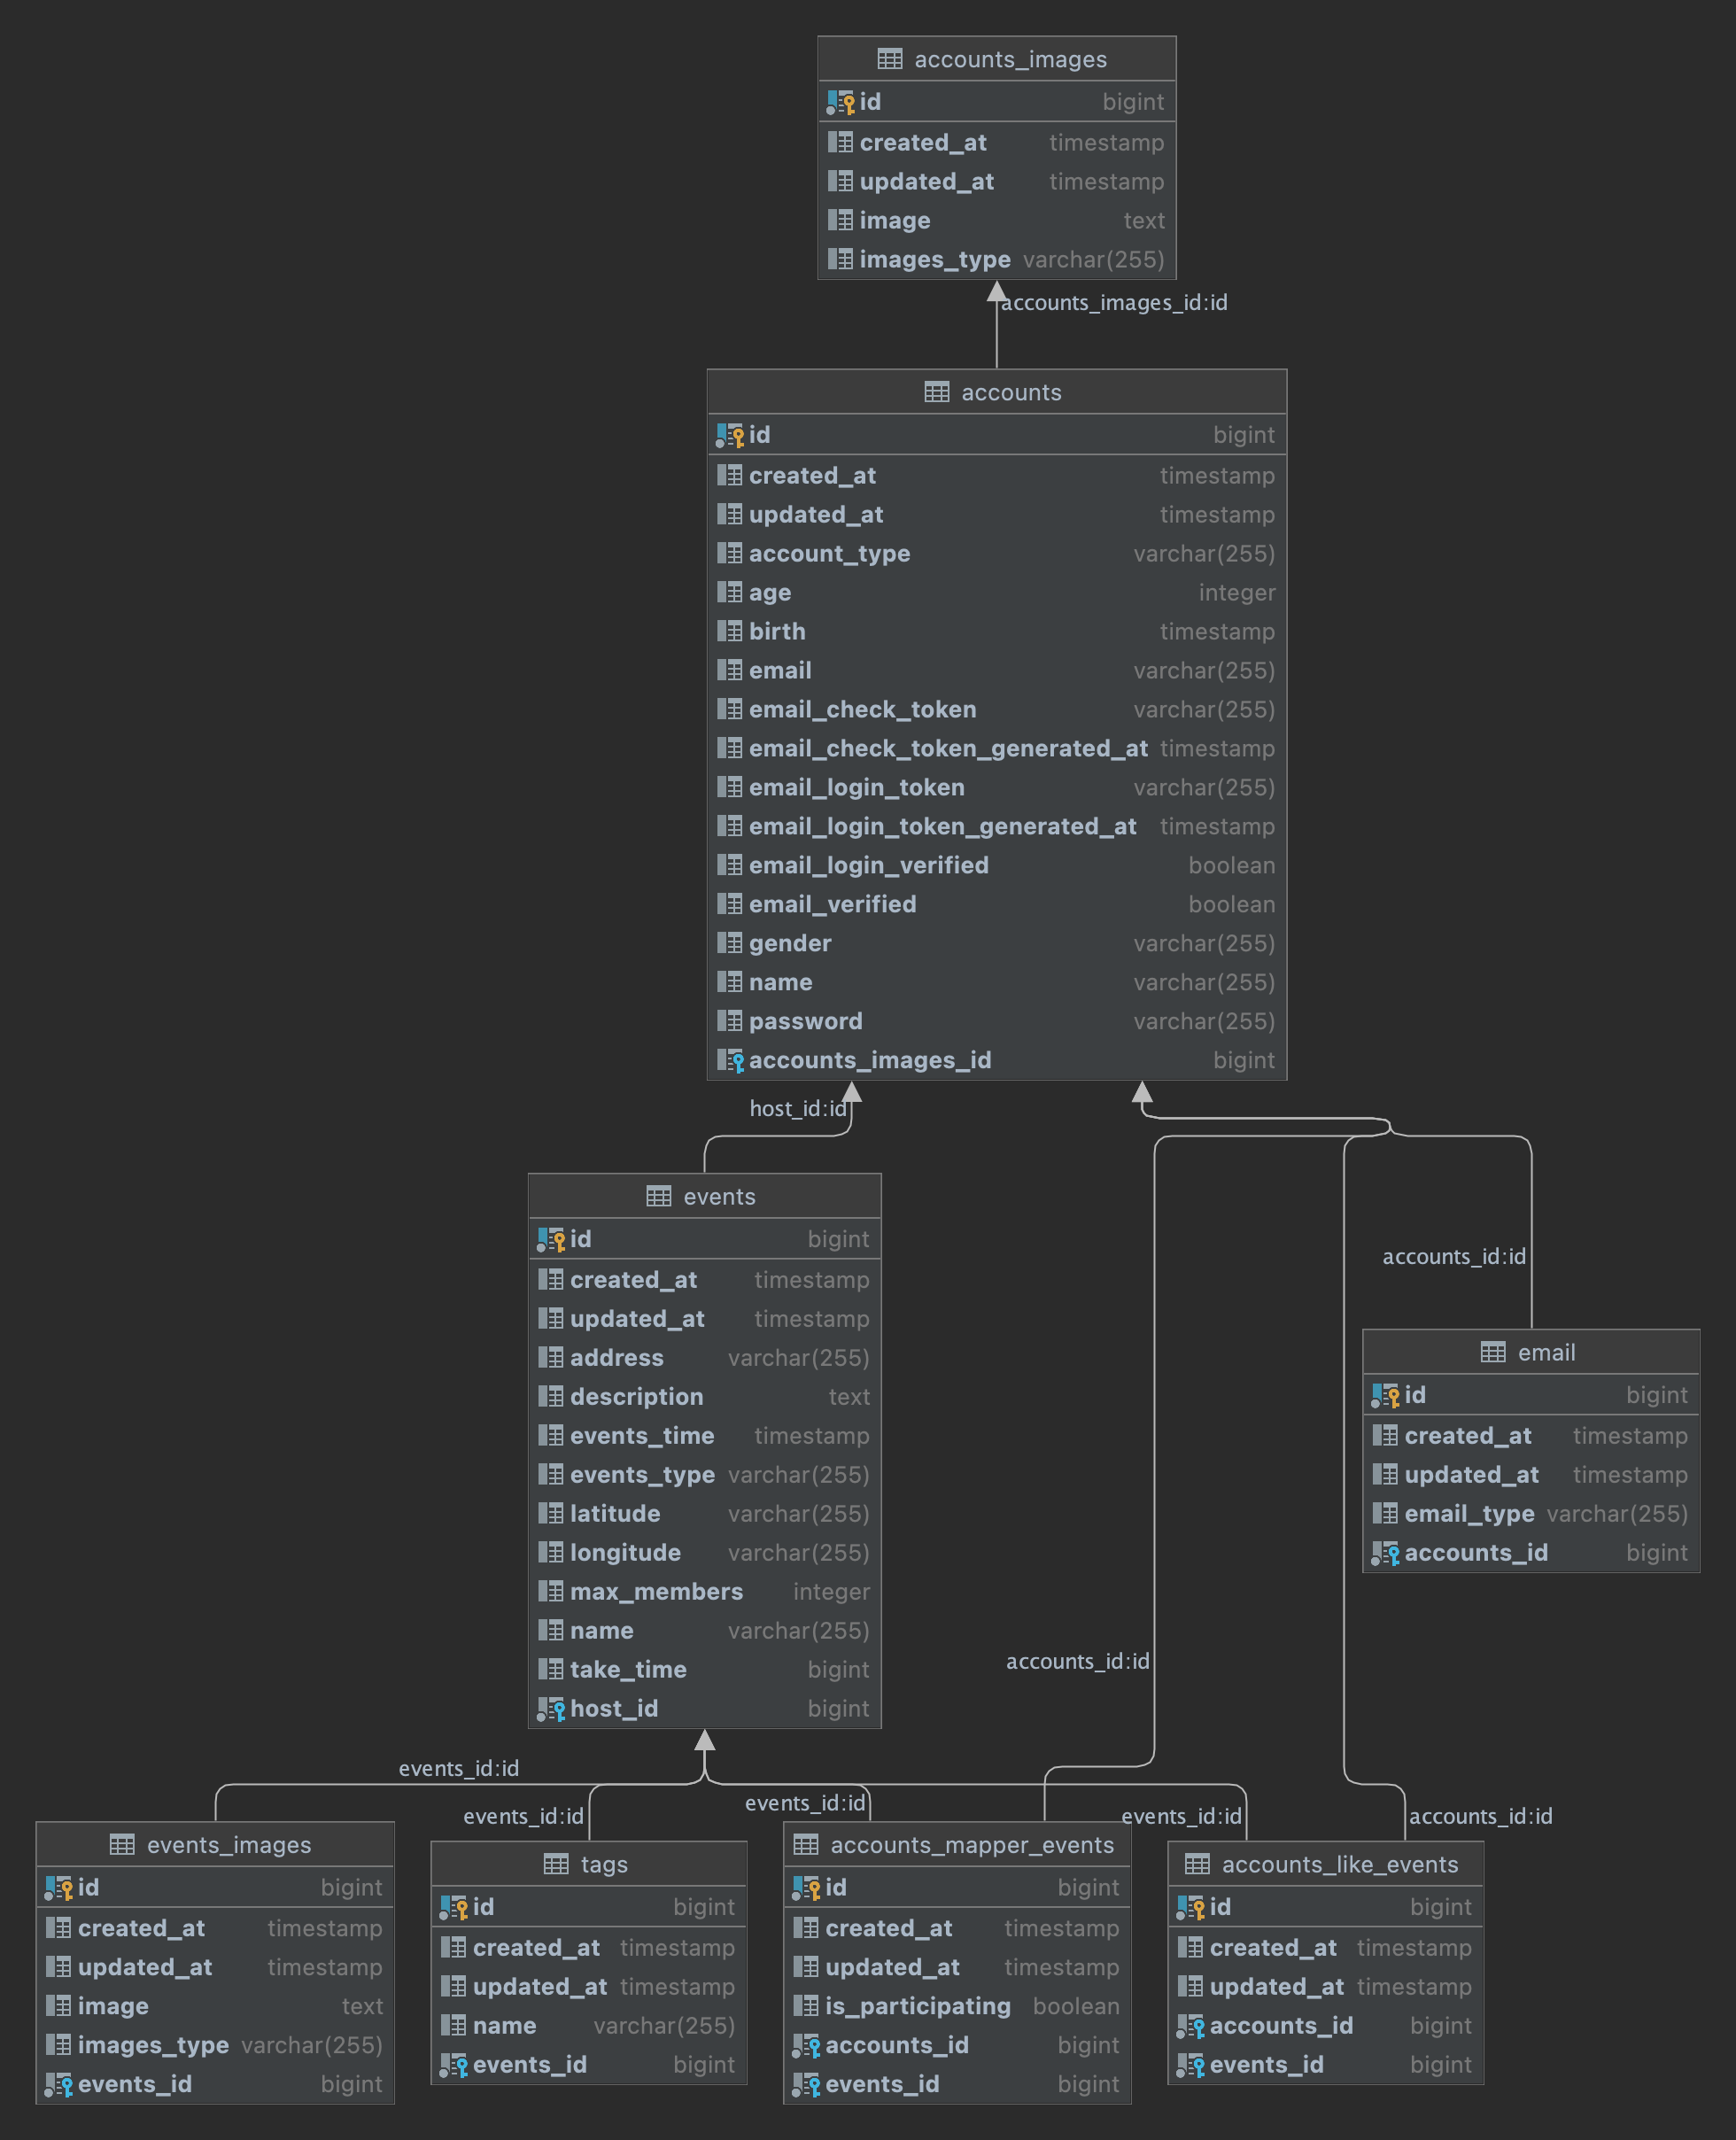 accounts_images
id bigint
created_at timestamp
updated_at timestamp
image text
images_type varchar(255)
accounts_images_id:id
accounts
id bigint
created_at timestamp
updated_at timestamp
account_type varchar(255)
age integer
birth timestamp
email varchar(255)
email_check_token varchar(255)
email_check_token_generated_at timestamp
email_login_token varchar(255)
email_login_token_generated_at timestamp
email_login_verified boolean
email_verified boolean
gender varchar(255)
name varchar(255)
password varchar(255)
accounts_images_id bigint
host_id:id
events
id bigint
created_at timestamp
updated_at timestamp
address varchar(255)
description text
events_time timestamp
events_type varchar(255)
latitude varchar(255)
longitude varchar(255)
max_members integer
name varchar(255)
take_time bigint
host_id bigint
accounts_id:id
email
id bigint
created_at timestamp
updated_at timestamp
email_type varchar(255)
accounts_id bigint
accounts_id:id
events_id:id
events_id:id
events_id:id
events_id:id
accounts_id:id
events_images
id bigint
created_at timestamp
updated_at timestamp
image text
images_type varchar(255)
events_id bigint
tags
id bigint
created_at timestamp
updated_at timestamp
name varchar(255)
events_id bigint
accounts_mapper_events
id bigint
created_at timestamp
updated_at timestamp
is_participating boolean
accounts_id bigint
events_id bigint
accounts_like_events
id bigint
created_at timestamp
updated_at timestamp
accounts_id bigint
events_id bigint